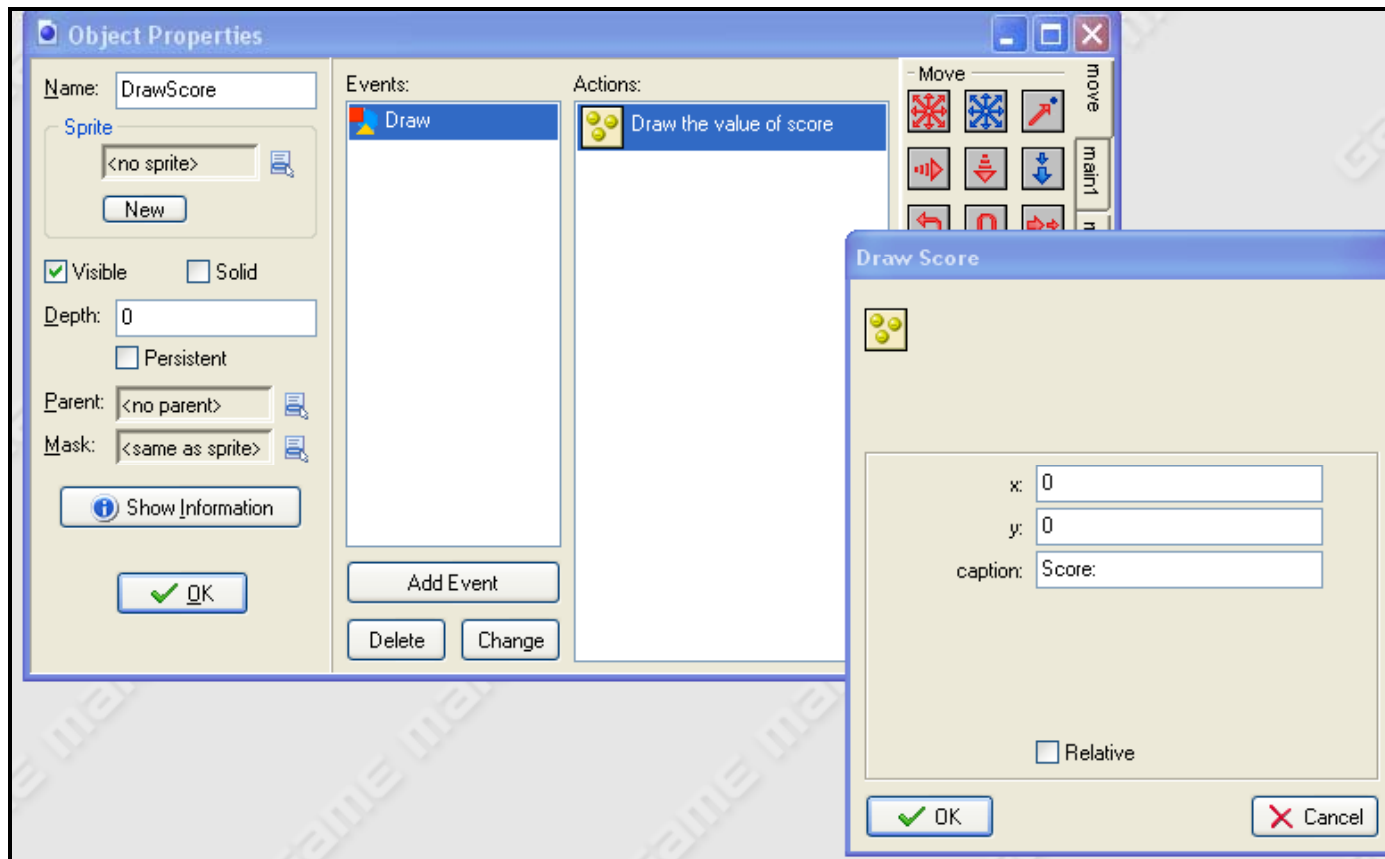 Object Properties
Name: DrawScore
Sprite
<no sprite>
New
Visible Solid
Depth: 0
Persistent
Parent: <no parent>
Mask: <same as sprite>
Show Information
OK
Events:
Draw
Add Event
Delete Change
Actions:
Draw the value of score
Move
move
main1
Draw Score
x: 0
y: 0
caption: Score:
Relative
OK Cancel